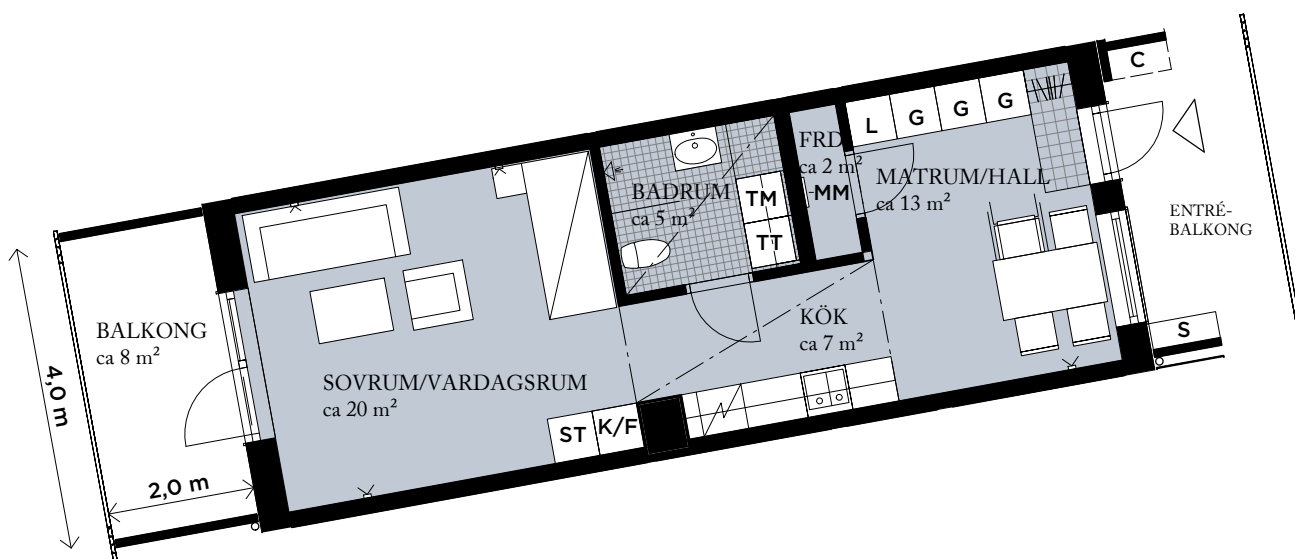 C
L
G
G
G
FRD
ca 2 m²
MM
MATRUM/HALL
ca 13 m²
BADRUM
ca 5 m²
TM
TT
ENTRÉ-
BALKONG
BALKONG
ca 8 m²
4,0 m
2,0 m
KÖK
ca 7 m²
S
SOVRUM/VARDAGSRUM
ca 20 m²
ST
K/F